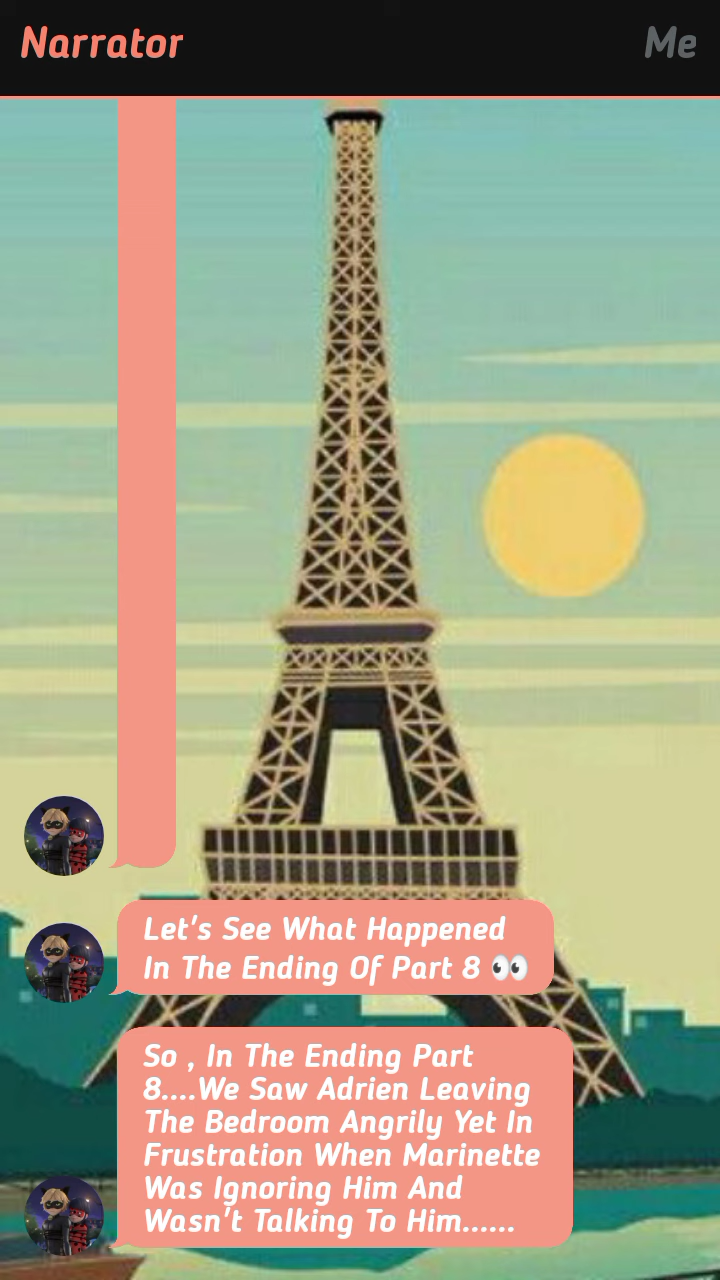 Narrator
Me
Let's See What Happened
In The Ending Of Part 8 👀
So , In The Ending Part
8....We Saw Adrien Leaving
The Bedroom Angrily Yet In
Frustration When Marinette
Was Ignoring Him And
Wasn't Talking To Him......